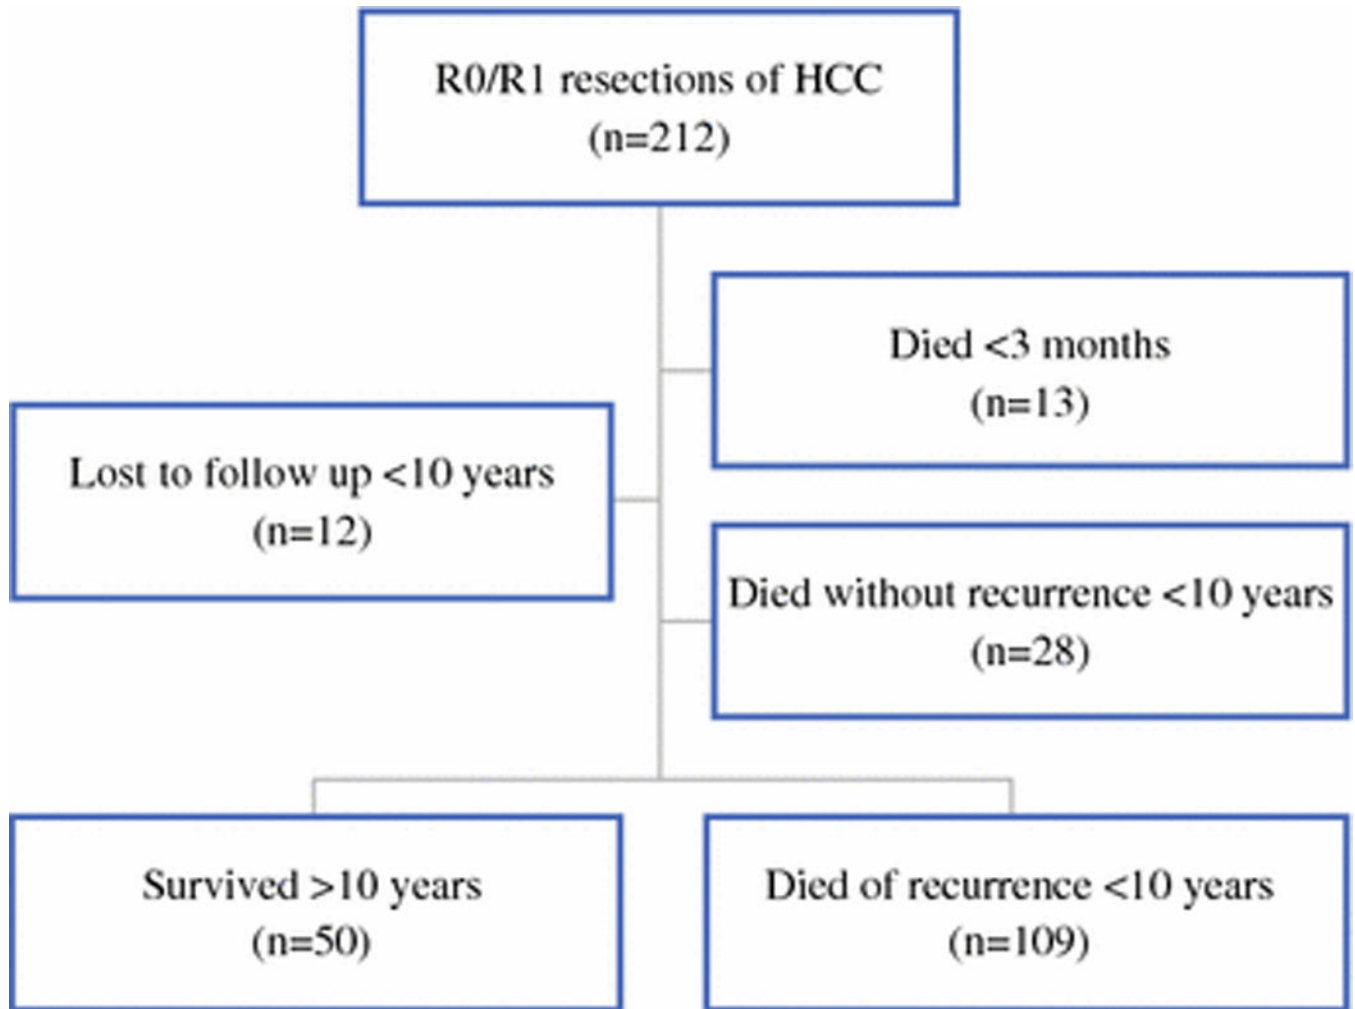 R0/R1 resections of HCC
(n=212)
Died <3 months
(n=13)
Lost to follow up <10 years
(n=12)
Died without recurrence <10 years
(n=28)
Survived >10 years
(n=50)
Died of recurrence <10 years
(n=109)